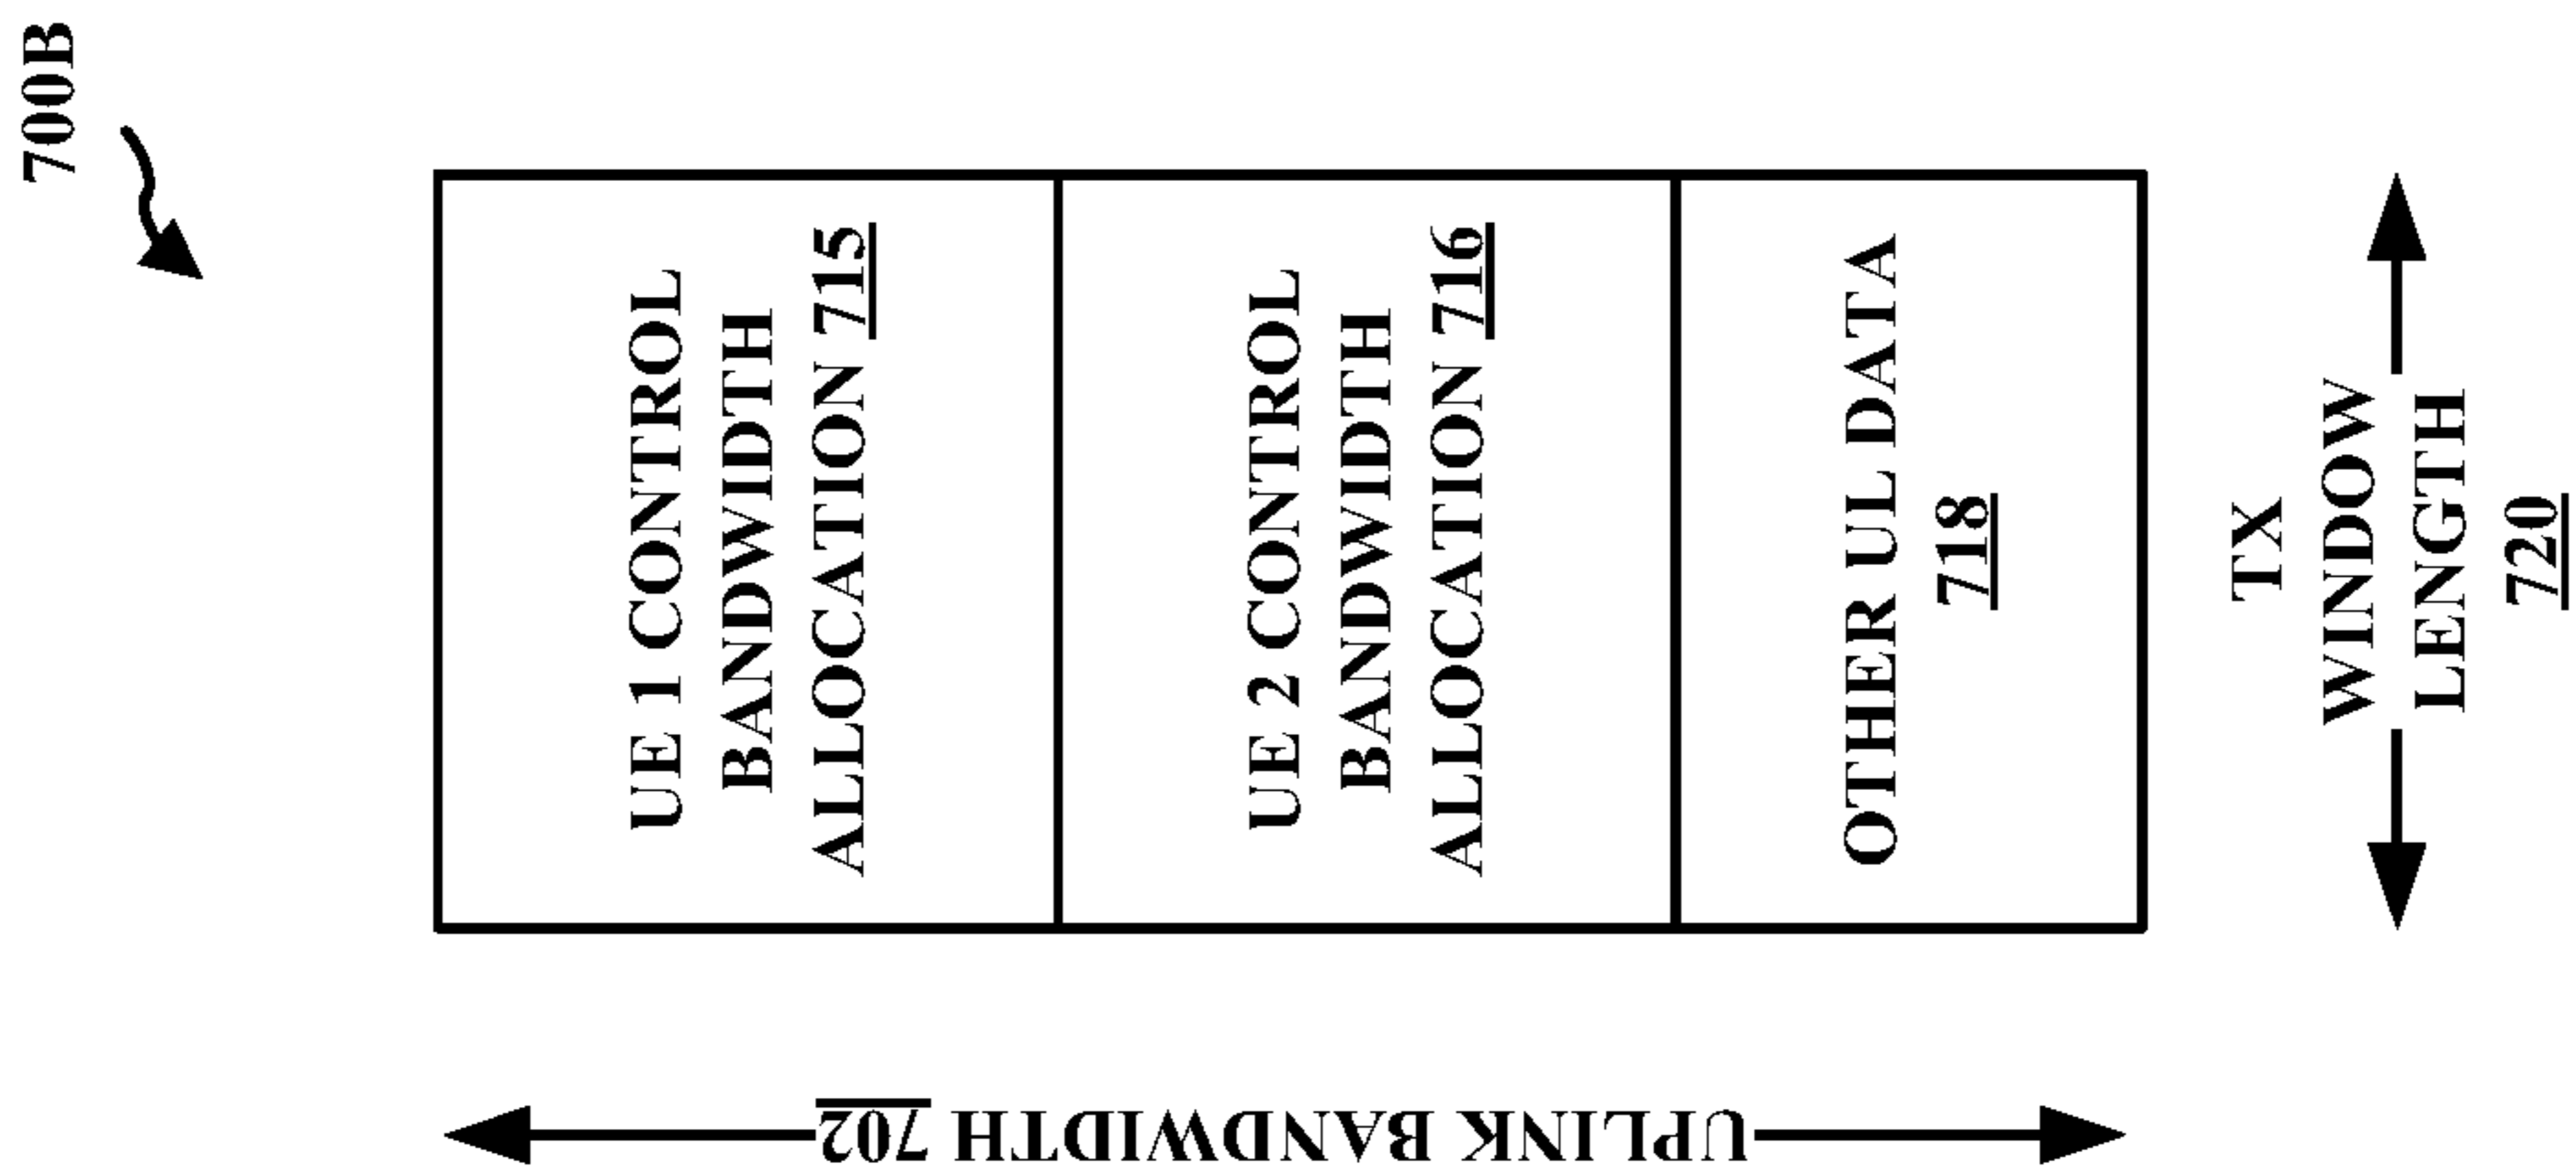 700B
UE 1 CONTROL
BANDWIDTH
ALLOCATION 715
UE 2 CONTROL
BANDWIDTH
ALLOCATION 716
OTHER UL DATA
718
UPLINK BANDWIDTH 702
TX
WINDOW
LENGTH
720